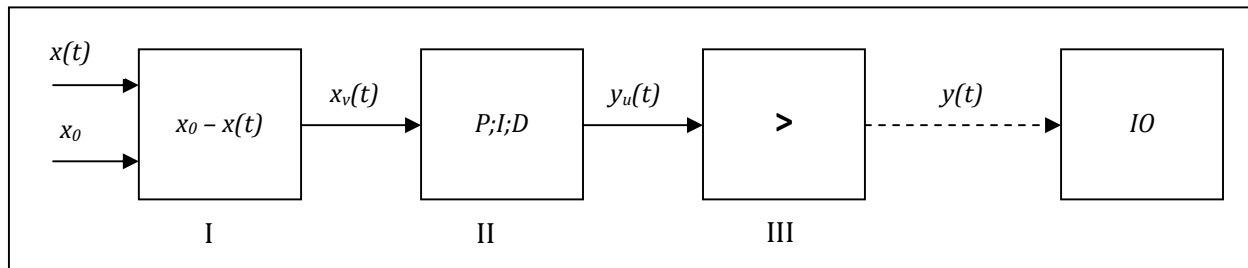 x(t)
x₀
x₀ – x(t)
xᵥ(t)
P;I;D
yᵤ(t)
>
y(t)
IO
I
II
III